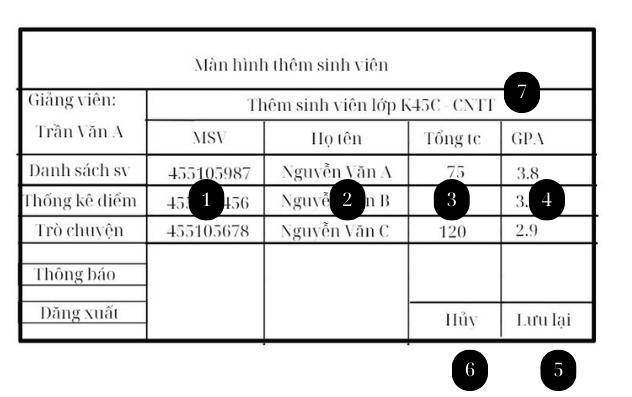 Màn hình thêm sinh viên
Giảng viên:
Trần Văn A
Thêm sinh viên lớp K45C - CNTT
7
MSV Họ tên Tổng tc GPA
Danh sách sv 455105987 Nguyễn Văn A 75 3.8
Thống kê điểm 1 2 B 3 4
Trò chuyện 455105678 Nguyễn Văn C 120 2.9
Thông báo
Đăng xuất Hủy Lưu lại
6 5